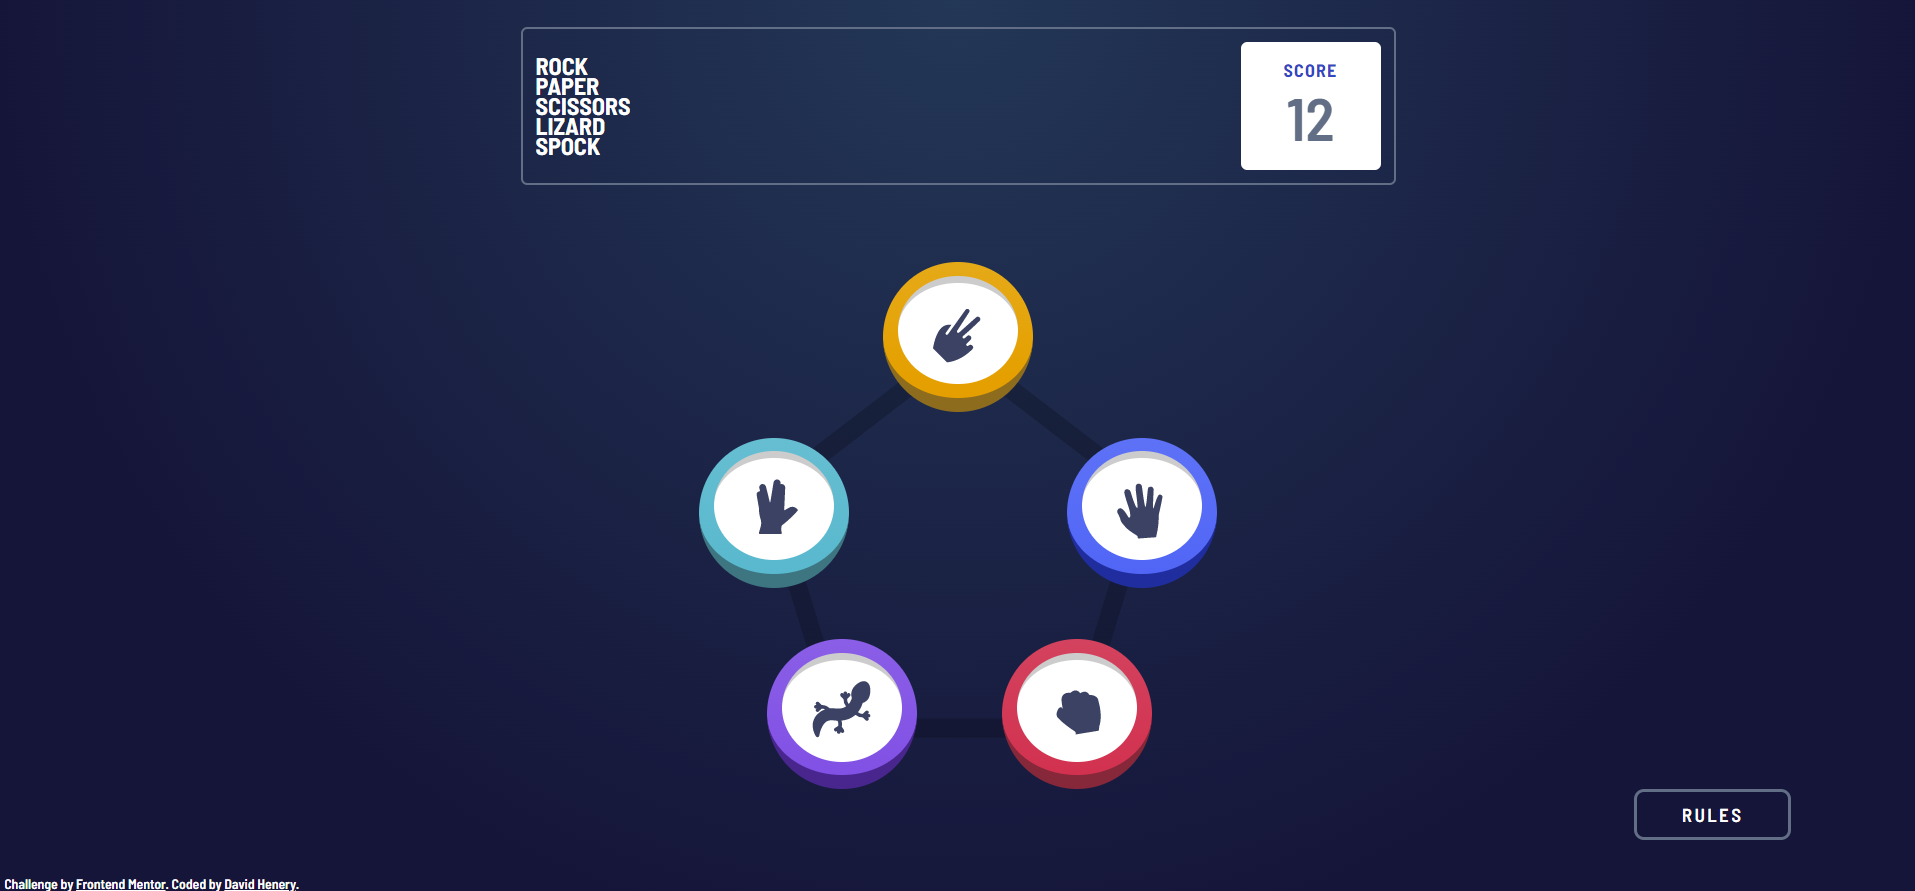 ROCK
PAPER
SCISSORS
LIZARD
SPOCK
SCORE
12
RULES
Challenge by Frontend Mentor. Coded by David Henery.